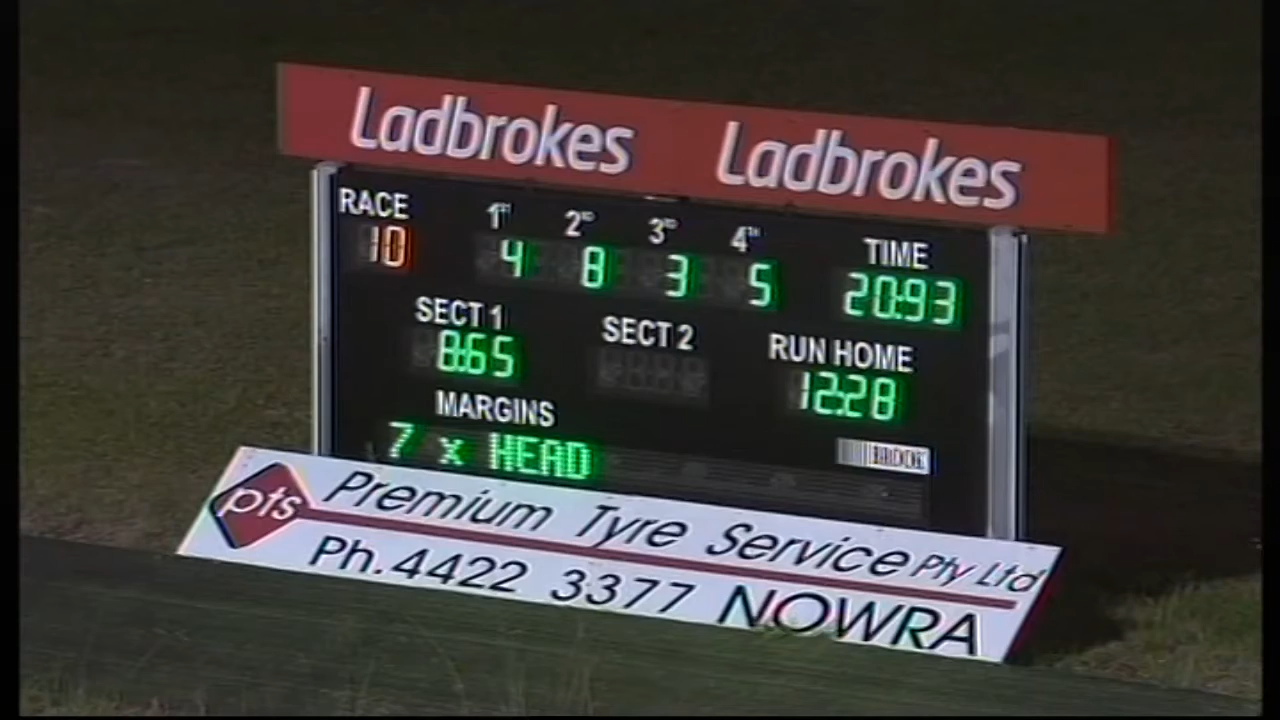 Ladbrokes Ladbrokes
RACE 1ST 2ND 3RD 4TH TIME
10 4 8 3 5 20.93
SECT 1 SECT 2 RUN HOME
8.65 12.28
MARGINS
7 x HEAD
pts Premium Tyre Service Pty Ltd
Ph.4422 3377 NOWRA